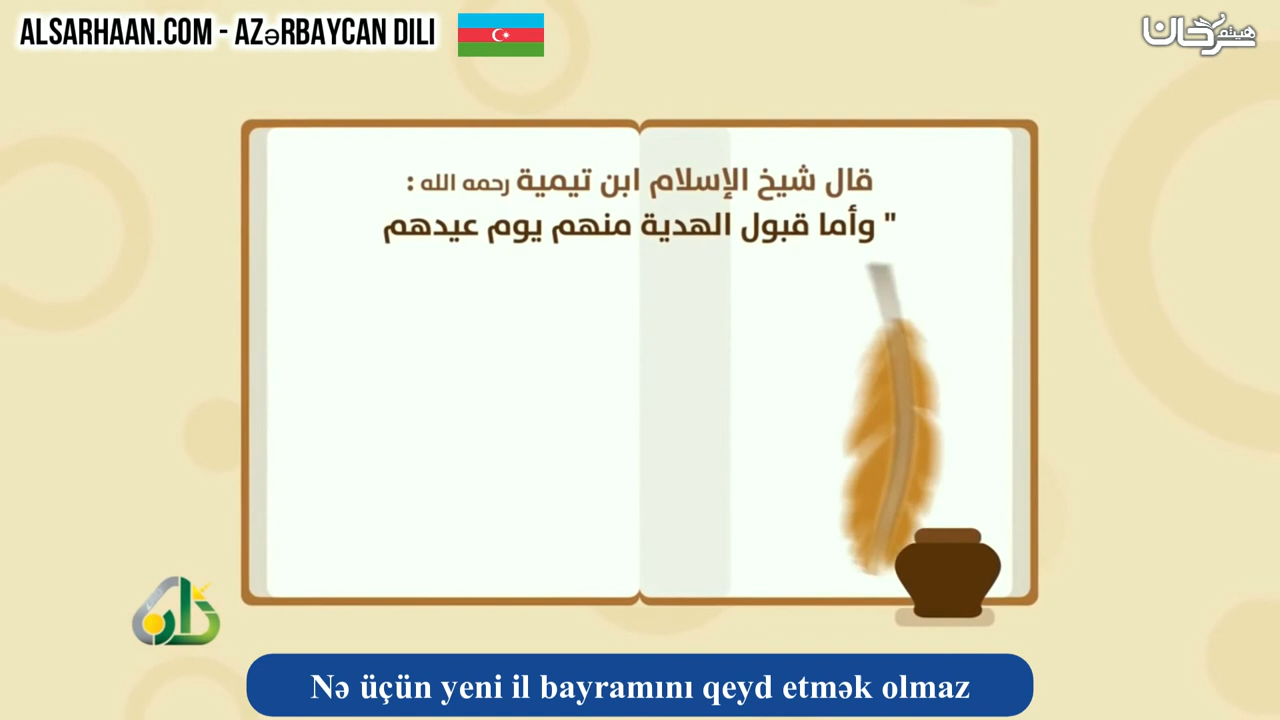 ALSARHAAN.COM - AZəRBAYCAN DILI
هيثم سرحان
قال شيخ الإسلام ابن تيمية رحمه الله :
" وأما قبول الهدية منهم يوم عيدهم
Nə üçün yeni il bayramını qeyd etmək olmaz